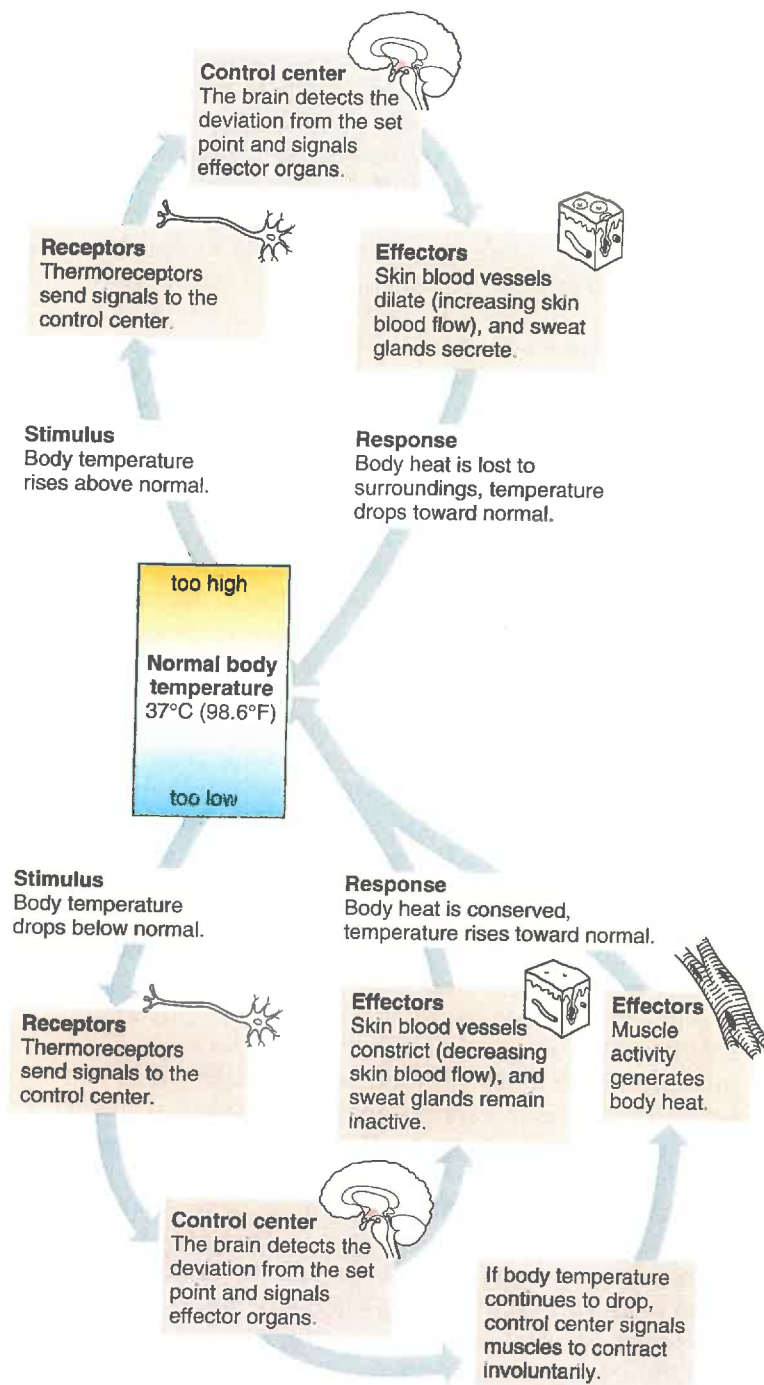 Control center
The brain detects the
deviation from the set
point and signals
effector organs.
Receptors
Thermoreceptors
send signals to the
control center.
Effectors
Skin blood vessels
dilate (increasing skin
blood flow), and sweat
glands secrete.
Stimulus
Body temperature
rises above normal.
Response
Body heat is lost to
surroundings, temperature
drops toward normal.
too high
Normal body
temperature
37°C (98.6°F)
too low
Stimulus
Body temperature
drops below normal.
Response
Body heat is conserved,
temperature rises toward normal.
Receptors
Thermoreceptors
send signals to the
control center.
Effectors
Skin blood vessels
constrict (decreasing
skin blood flow), and
sweat glands remain
inactive.
Effectors
Muscle
activity
generates
body heat.
Control center
The brain detects the
deviation from the set
point and signals
effector organs.
If body temperature
continues to drop,
control center signals
muscles to contract
involuntarily.